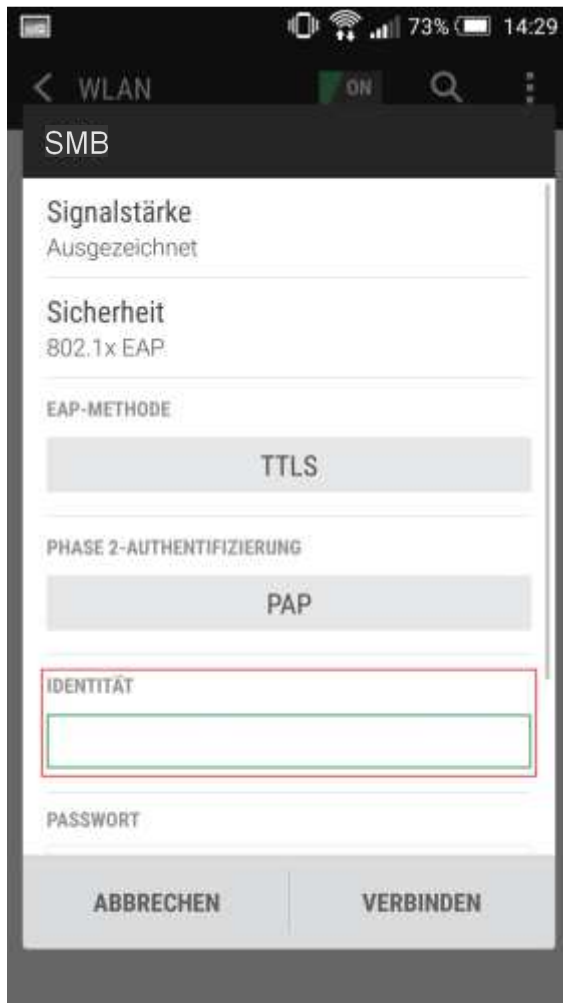 73% 14:29
WLAN ON
SMB
Signalstärke
Ausgezeichnet
Sicherheit
802.1x EAP
EAP-METHODE
TTLS
PHASE 2-AUTHENTIFIZIERUNG
PAP
IDENTITÄT
PASSWORT
ABBRECHEN VERBINDEN